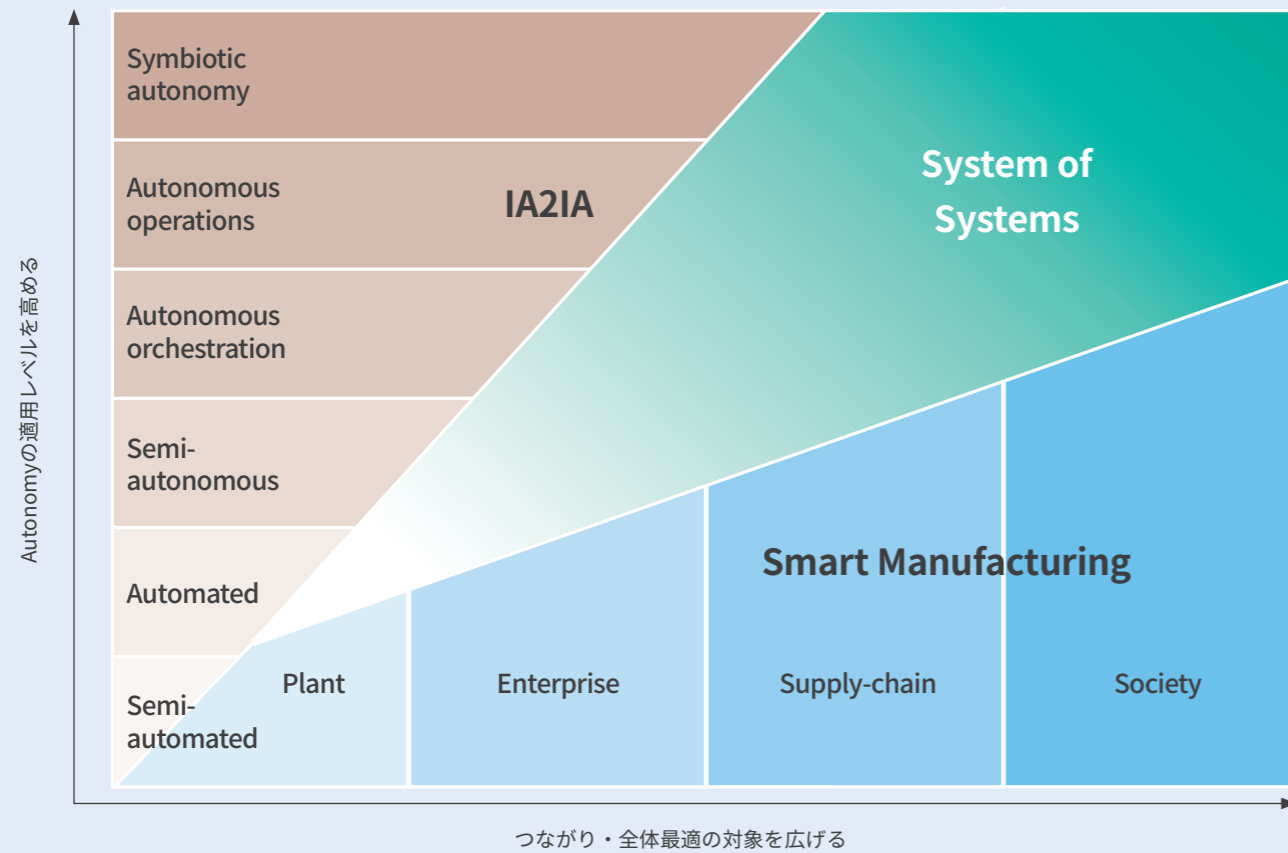 Symbiotic
autonomy
Autonomous
operations
IA2IA
System of
Systems
Autonomous
orchestration
Semi-
autonomous
Automated
Smart Manufacturing
Semi-
automated
Plant
Enterprise
Supply-chain
Society
Autonomyの適用レベルを高める
つながり・全体最適の対象を広げる